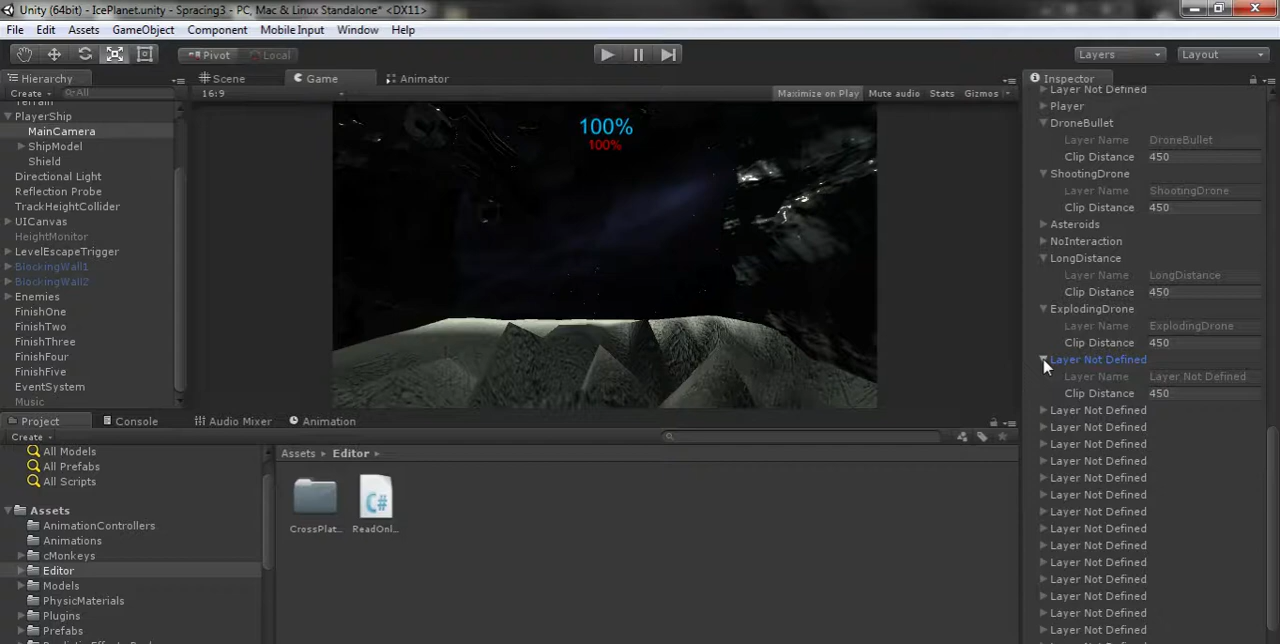 Unity (64bit) - IcePlanet.unity - Spracing3 - PC, Mac & Linux Standalone* <DX11>
File Edit Assets GameObject Component Mobile Input Window Help
Pivot Local Layers Layout
Hierarchy
Create All
Terrain
PlayerShip
MainCamera
ShipModel
Shield
Directional Light
Reflection Probe
TrackHeightCollider
UICanvas
HeightMonitor
LevelEscapeTrigger
BlockingWall1
BlockingWall2
Enemies
FinishOne
FinishTwo
FinishThree
FinishFour
FinishFive
EventSystem
Music
Scene Game Animator
16:9 Maximize on Play Mute audio Stats Gizmos
100%
100%
Inspector
Layer Not Defined
Player
DroneBullet
Layer Name DroneBullet
Clip Distance 450
ShootingDrone
Layer Name ShootingDrone
Clip Distance 450
Asteroids
NoInteraction
LongDistance
Layer Name LongDistance
Clip Distance 450
ExplodingDrone
Layer Name ExplodingDrone
Clip Distance 450
Layer Not Defined
Layer Name Layer Not Defined
Clip Distance 450
Layer Not Defined
Layer Not Defined
Layer Not Defined
Layer Not Defined
Layer Not Defined
Layer Not Defined
Layer Not Defined
Layer Not Defined
Layer Not Defined
Layer Not Defined
Layer Not Defined
Layer Not Defined
Layer Not Defined
Layer Not Defined
Project Console Audio Mixer Animation
Create
All Models
All Prefabs
All Scripts
Assets
AnimationControllers
Animations
cMonkeys
Editor
Models
PhysicMaterials
Plugins
Prefabs
Assets Editor
CrossPlat...
C#
ReadOnl...